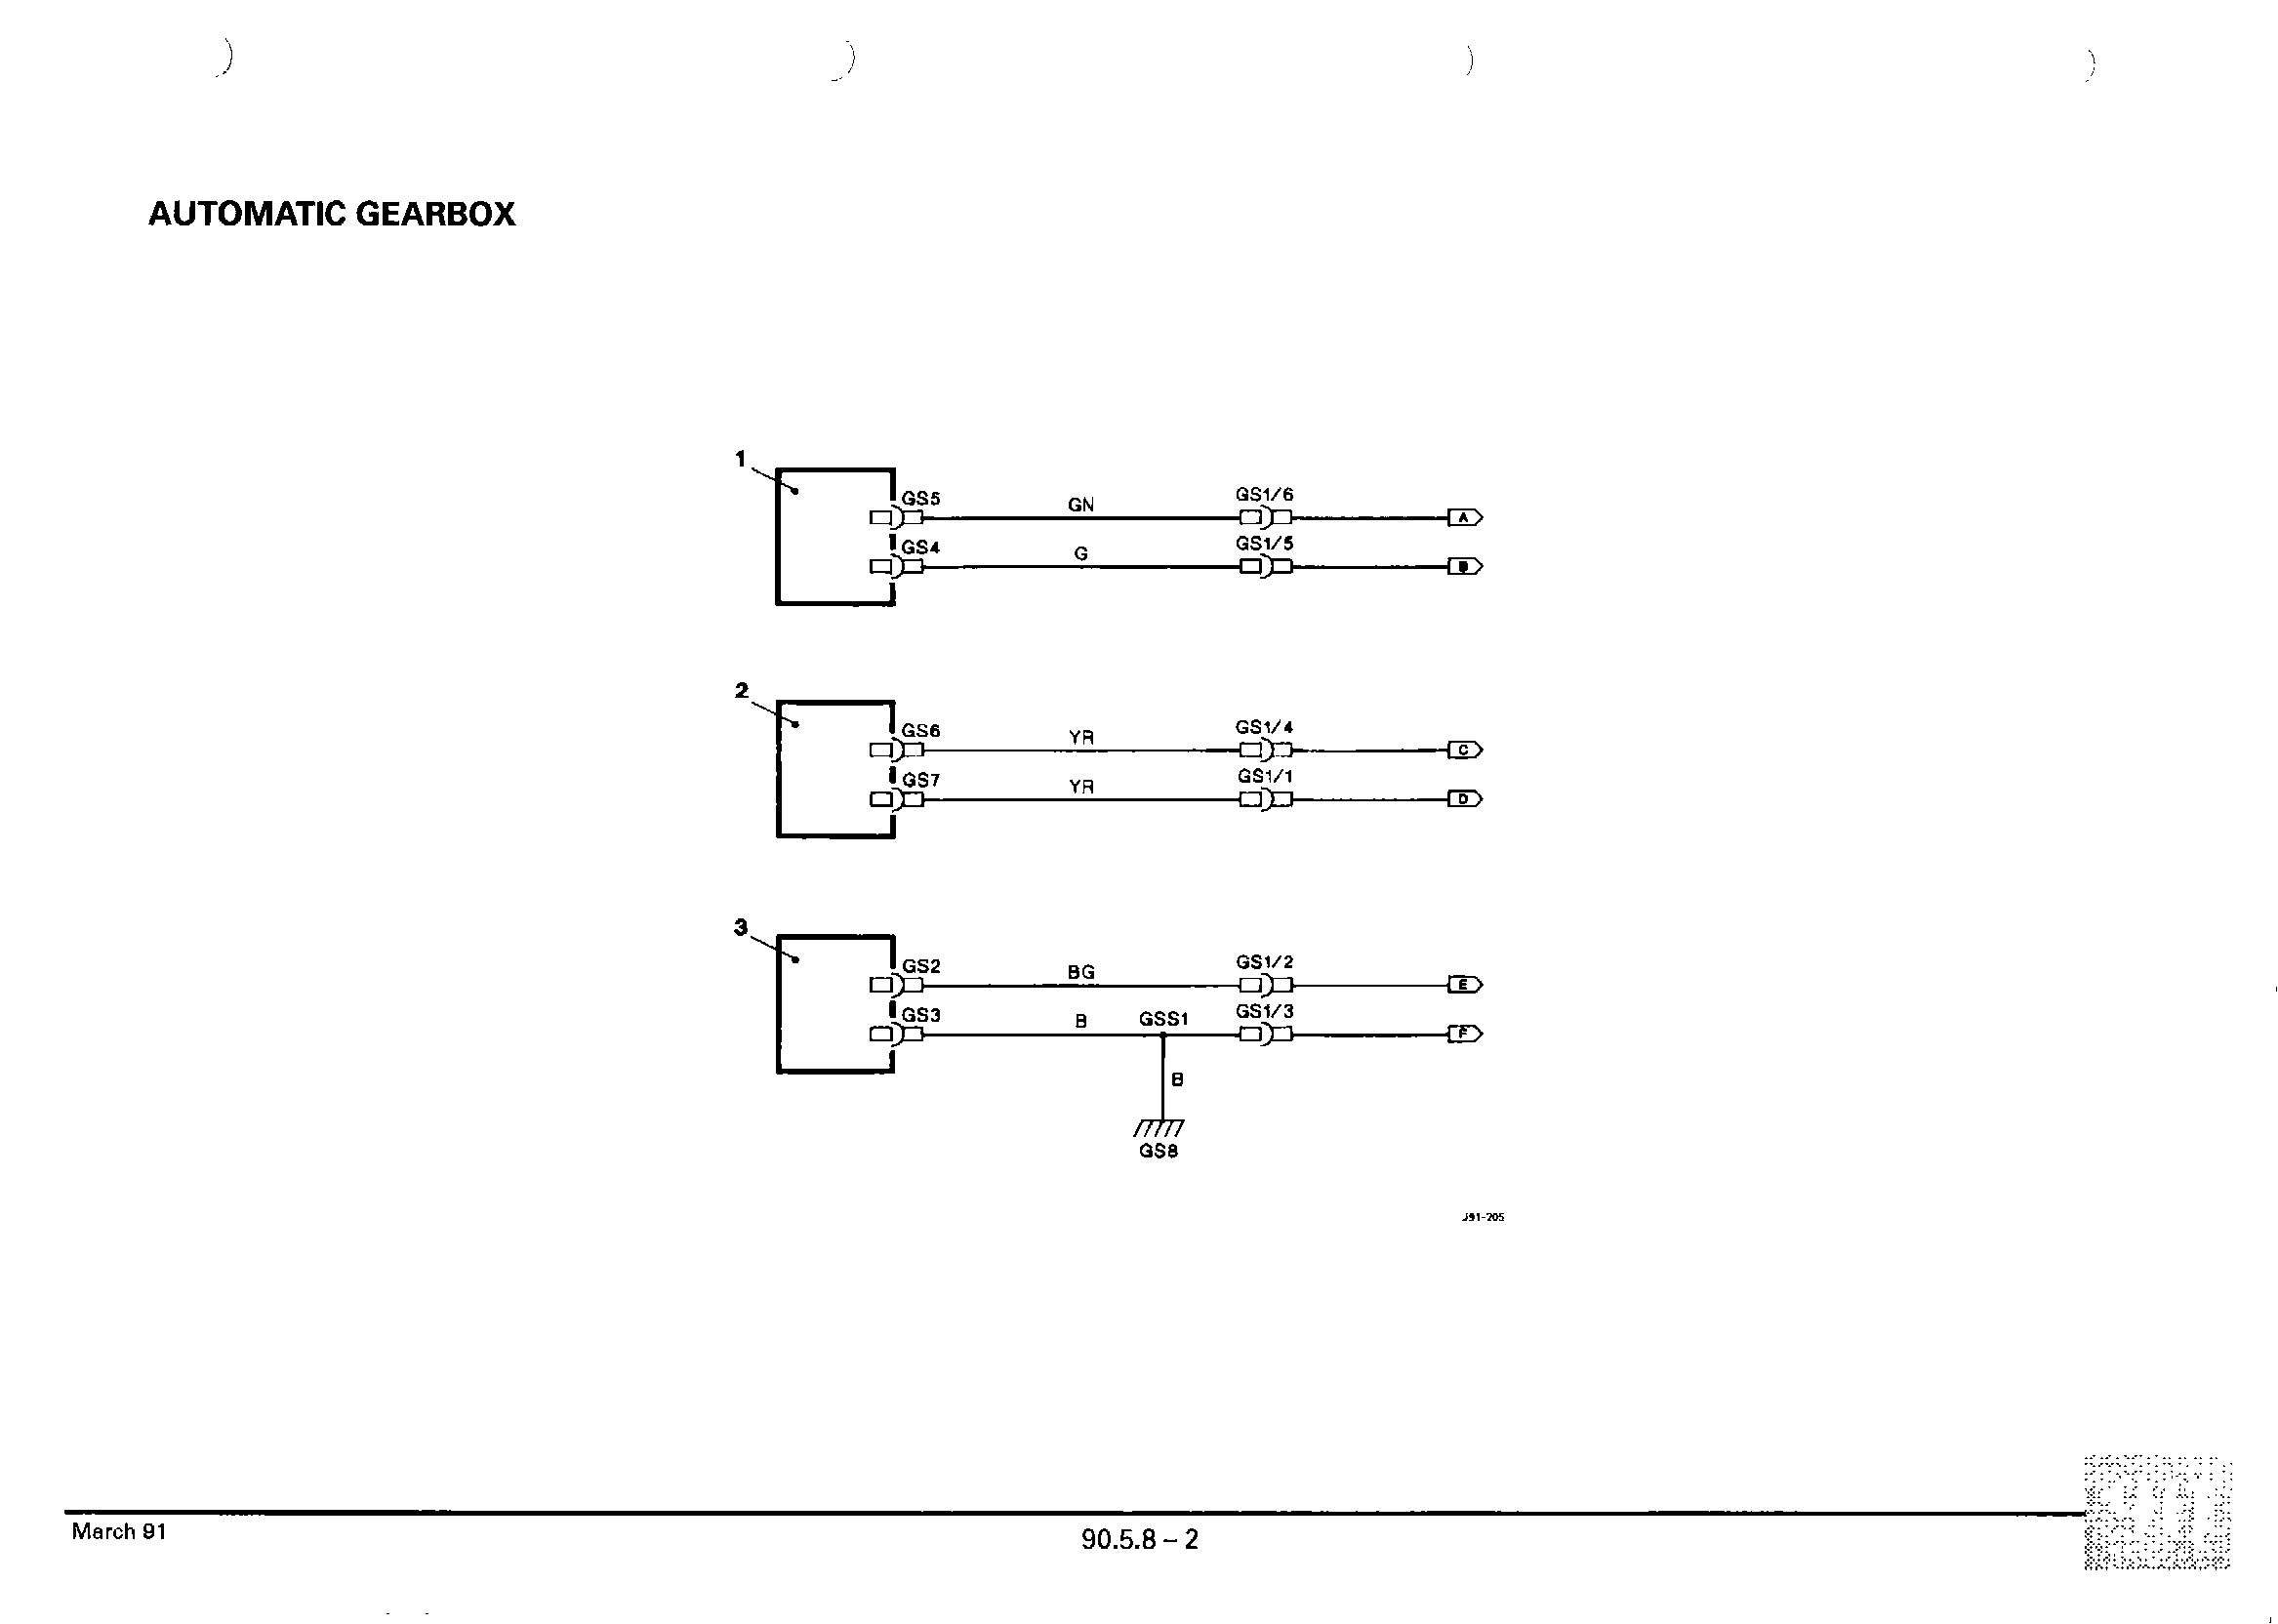 AUTOMATIC GEARBOX
1
GS5
GN
GS1/6
A
GS4
G
GS1/5
B
2
GS6
YR
GS1/4
C
GS7
YR
GS1/1
D
3
GS2
BG
GS1/2
E
GS3
B
GSS1
GS1/3
F
B
GS8
J91-205
March 91
90.5.8 – 2